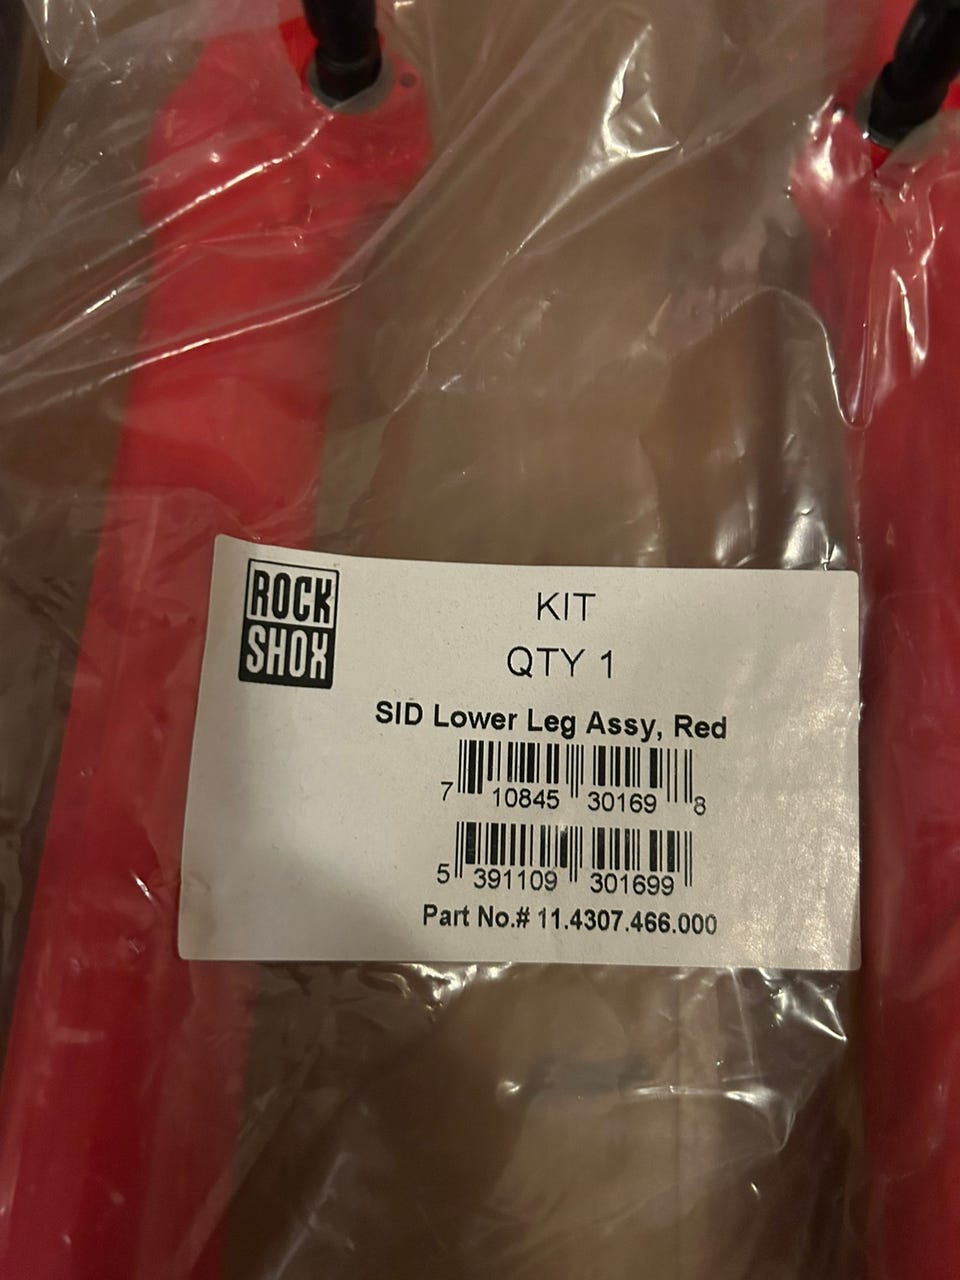 ROCK
SHOX
KIT
QTY 1
SID Lower Leg Assy, Red
7 10845 30169 8
5 391109 301699
Part No.# 11.4307.466.000